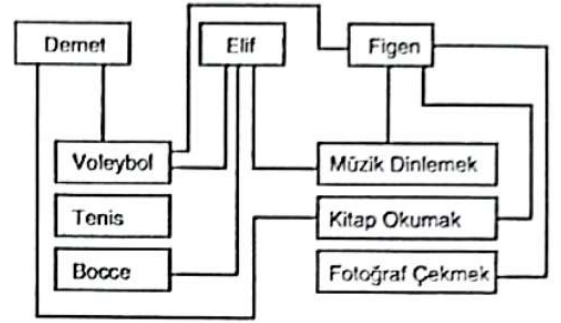 Demet
Elif
Figen
Voleybol
Müzik Dinlemek
Tenis
Kitap Okumak
Bocce
Fotoğraf Çekmek